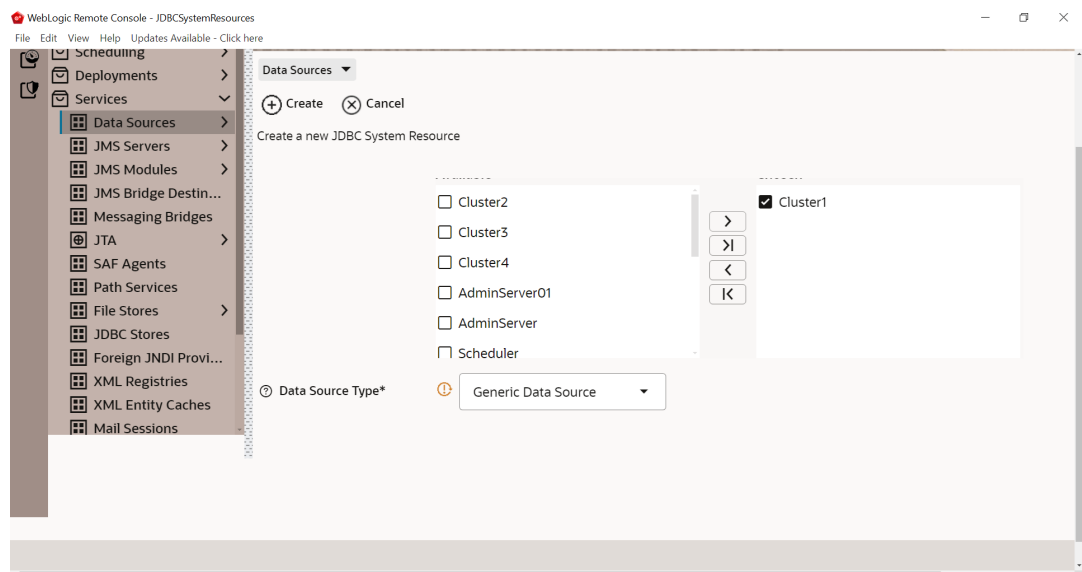 WebLogic Remote Console - JDBCSystemResources
File Edit View Help Updates Available - Click here
Scheduling
Deployments
Services
Data Sources
JMS Servers
JMS Modules
JMS Bridge Destin...
Messaging Bridges
JTA
SAF Agents
Path Services
File Stores
JDBC Stores
Foreign JNDI Provi...
XML Registries
XML Entity Caches
Mail Sessions
Data Sources
Create Cancel
Create a new JDBC System Resource
Cluster2
Cluster3
Cluster4
AdminServer01
AdminServer
Scheduler
Cluster1
Data Source Type*
Generic Data Source